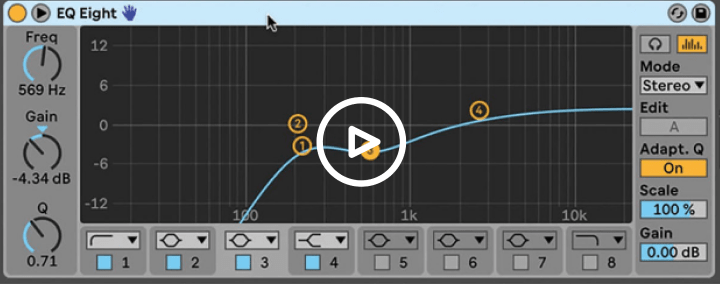 EQ Eight
Freq
569 Hz
Gain
-4.34 dB
Q
0.71
12
6
0
-6
-12
100
1k
10k
1
2
3
4
1
2
3
4
5
6
7
8
Mode
Stereo
Edit
A
Adapt. Q
On
Scale
100 %
Gain
0.00 dB